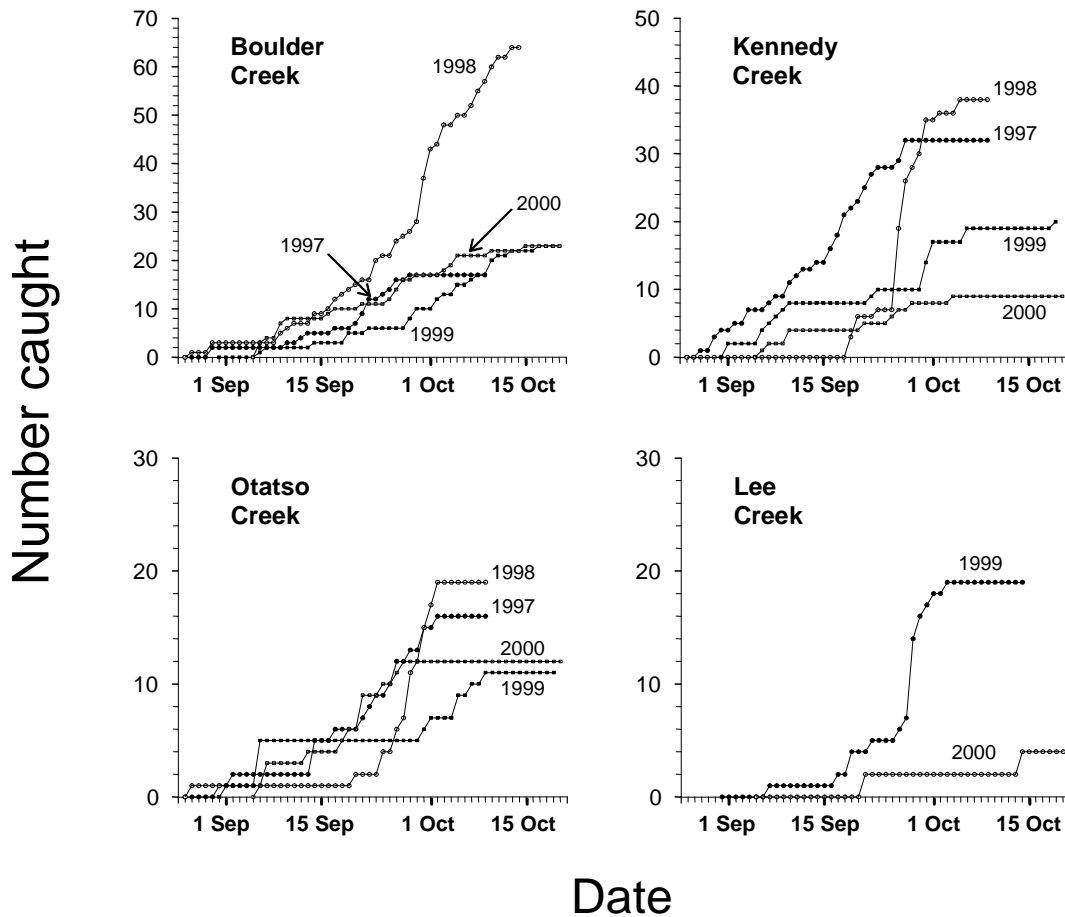 Number caught
Boulder
Creek
70
60
50
40
30
20
10
0
1998
2000
1997
1999
1 Sep
15 Sep
1 Oct
15 Oct
Kennedy
Creek
50
40
30
20
10
0
1998
1997
1999
2000
1 Sep
15 Sep
1 Oct
15 Oct
Otatso
Creek
30
20
10
0
1998
1997
2000
1999
1 Sep
15 Sep
1 Oct
15 Oct
Lee
Creek
30
20
10
0
1999
2000
1 Sep
15 Sep
1 Oct
15 Oct
Date